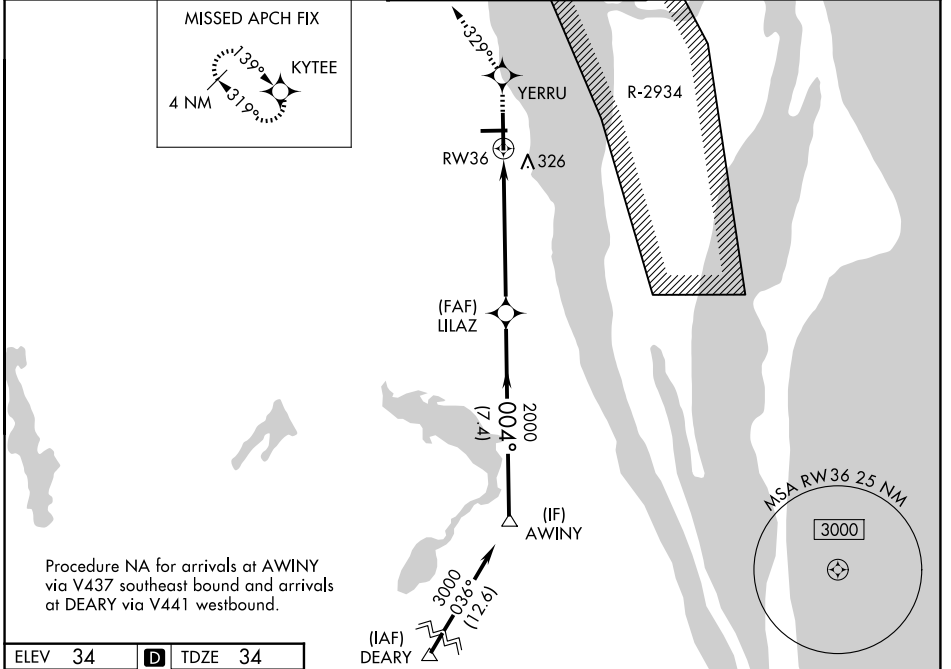 MISSED APCH FIX
139°
KYTEE
4 NM
319°
329°
YERRU
R-2934
RW36
326
(FAF)
LILAZ
2000
004°
(7.4)
(IF)
AWINY
MSA RW36 25 NM
3000
Procedure NA for arrivals at AWINY
via V437 southeast bound and arrivals
at DEARY via V441 westbound.
3000
036°
(12.6)
(IAF)
DEARY
ELEV 34 D TDZE 34